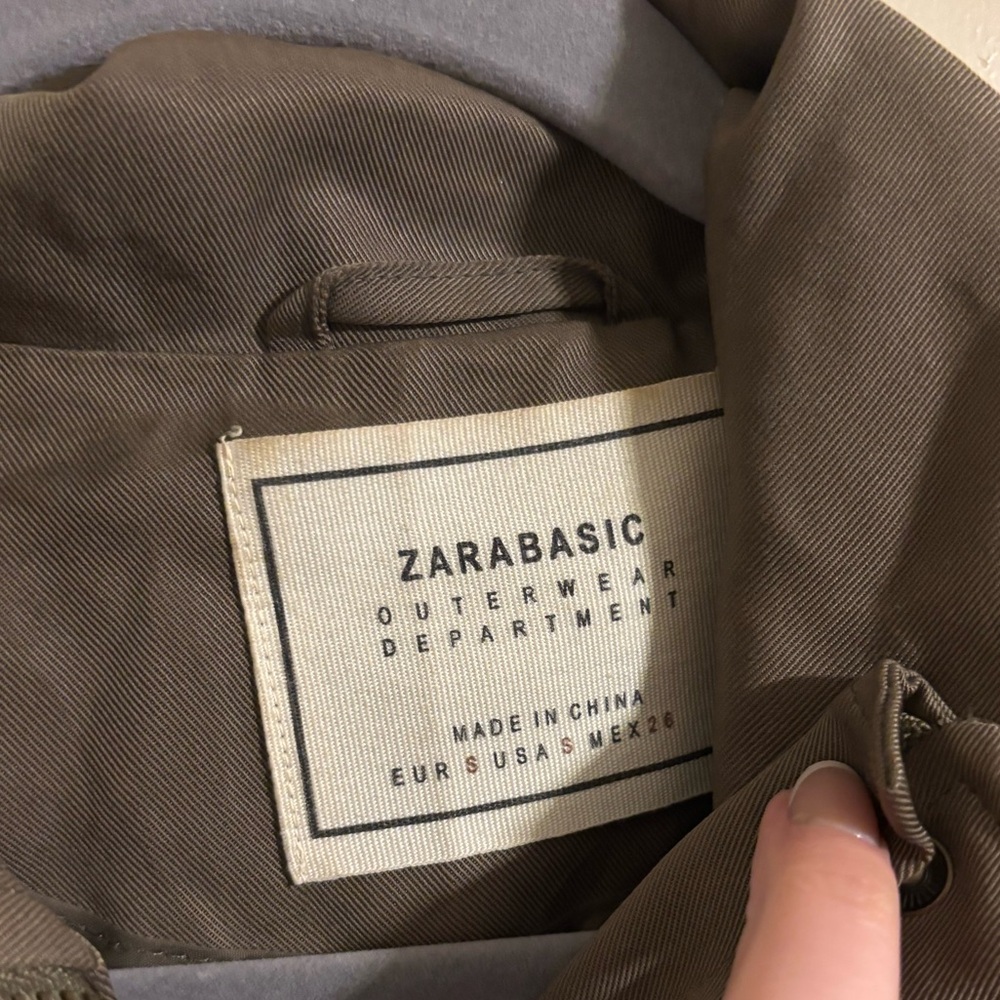 ZARABASIC
OUTERWEAR
DEPARTMENT
MADE IN CHINA
EUR S USA S MEX 26